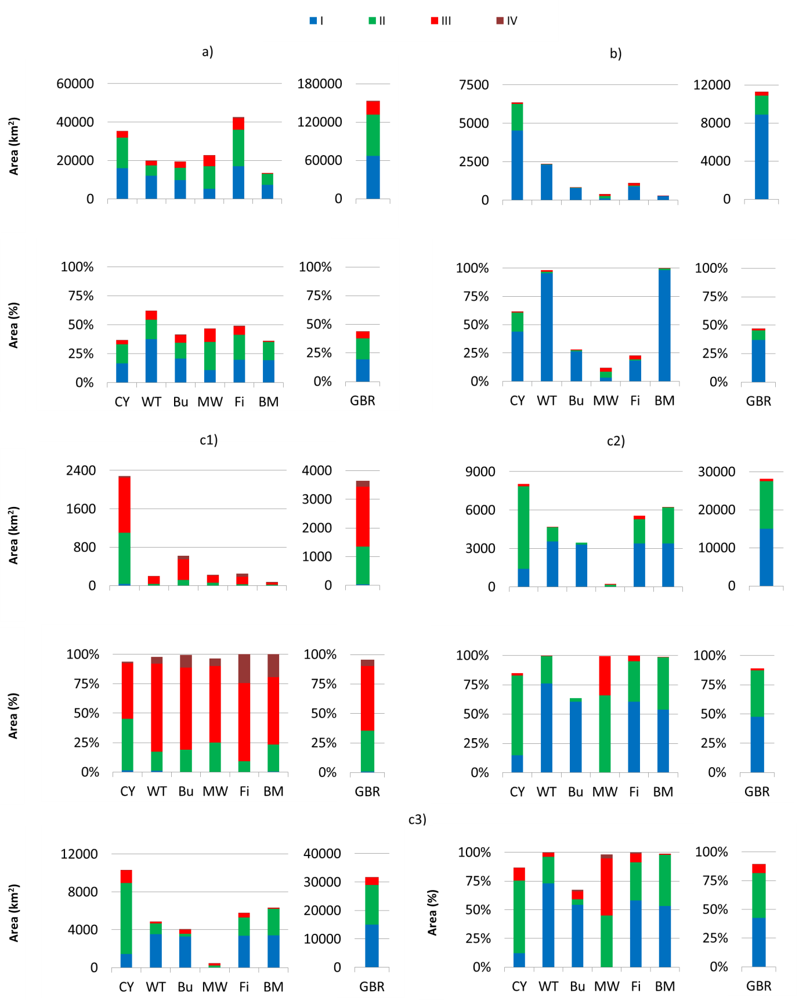 I II III IV
a) b)
60000 180000 7500 12000
40000 120000 5000 8000
20000 60000 2500 4000
0 0 0 0
Area (km²)
100% 100% 100% 100%
75% 75% 75% 75%
50% 50% 50% 50%
25% 25% 25% 25%
0% 0% 0% 0%
Area (%)
CY WT Bu MW Fi BM GBR CY WT Bu MW Fi BM GBR
c1) c2)
2400 4000 9000 30000
1600 3000 6000 20000
800 2000 3000 10000
0 1000 0 0
0
Area (km²)
100% 100% 100% 100%
75% 75% 75% 75%
50% 50% 50% 50%
25% 25% 25% 25%
0% 0% 0% 0%
Area (%)
CY WT Bu MW Fi BM GBR CY WT Bu MW Fi BM GBR
c3)
12000 40000 100% 100%
8000 30000 75% 75%
4000 20000 50% 50%
0 10000 25% 25%
0 0% 0%
Area (km²) Area (%)
CY WT Bu MW Fi BM GBR CY WT Bu MW Fi BM GBR